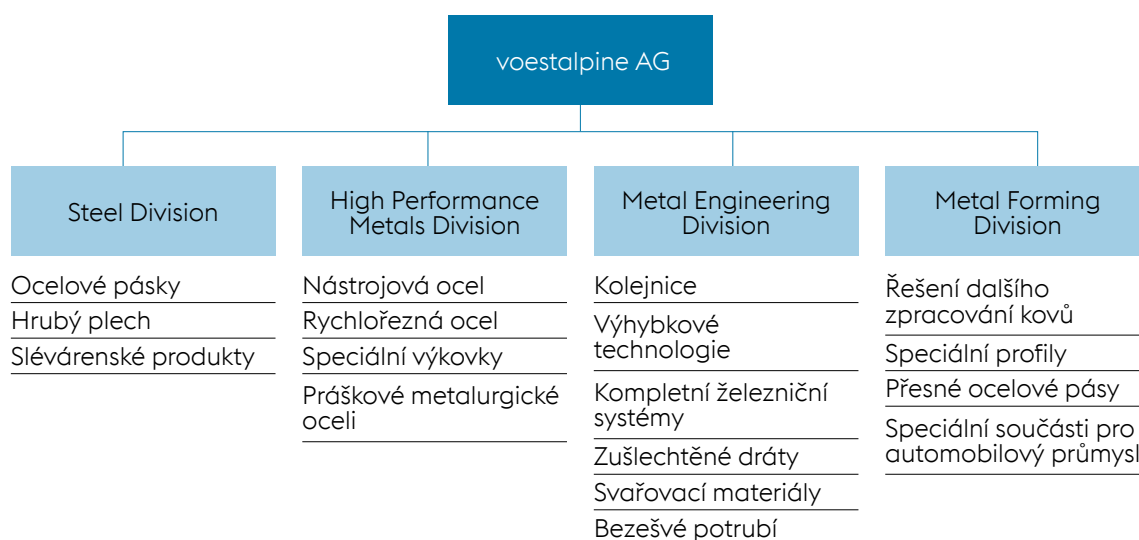 voestalpine AG
Steel Division
Ocelové pásky
Hrubý plech
Slévárenské produkty
High Performance
Metals Division
Nástrojová ocel
Rychlořezná ocel
Speciální výkovky
Práškové metalurgické
oceli
Metal Engineering
Division
Kolejnice
Výhybkové
technologie
Kompletní železniční
systémy
Zušlechtěné dráty
Svařovací materiály
Bezešvé potrubí
Metal Forming
Division
Řešení dalšího
zpracování kovů
Speciální profily
Přesné ocelové pásy
Speciální součásti pro
automobilový průmysl